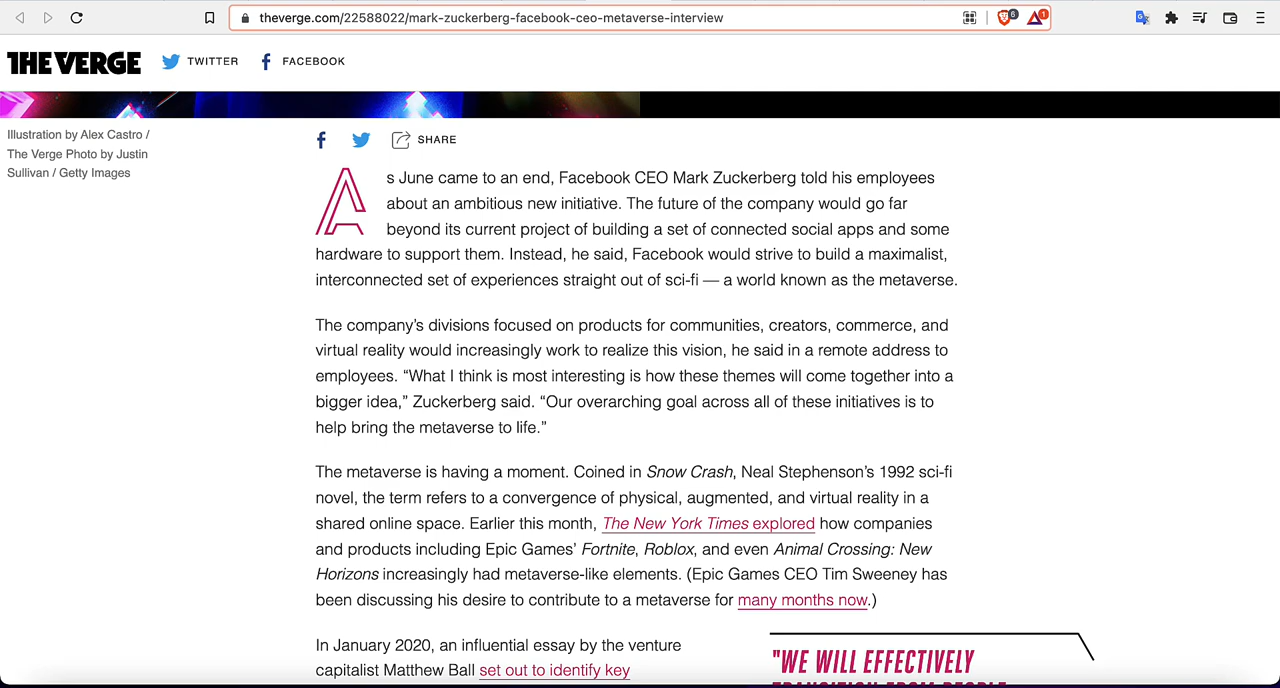 theverge.com/22588022/mark-zuckerberg-facebook-ceo-metaverse-interview
6
1
THE VERGE
TWITTER
FACEBOOK
Illustration by Alex Castro /
The Verge Photo by Justin
Sullivan / Getty Images
SHARE
As June came to an end, Facebook CEO Mark Zuckerberg told his employees
about an ambitious new initiative. The future of the company would go far
beyond its current project of building a set of connected social apps and some
hardware to support them. Instead, he said, Facebook would strive to build a maximalist,
interconnected set of experiences straight out of sci-fi — a world known as the metaverse.
The company’s divisions focused on products for communities, creators, commerce, and
virtual reality would increasingly work to realize this vision, he said in a remote address to
employees. “What I think is most interesting is how these themes will come together into a
bigger idea,” Zuckerberg said. “Our overarching goal across all of these initiatives is to
help bring the metaverse to life.”
The metaverse is having a moment. Coined in Snow Crash, Neal Stephenson’s 1992 sci-fi
novel, the term refers to a convergence of physical, augmented, and virtual reality in a
shared online space. Earlier this month, The New York Times explored how companies
and products including Epic Games’ Fortnite, Roblox, and even Animal Crossing: New
Horizons increasingly had metaverse-like elements. (Epic Games CEO Tim Sweeney has
been discussing his desire to contribute to a metaverse for many months now.)
In January 2020, an influential essay by the venture
capitalist Matthew Ball set out to identify key
"WE WILL EFFECTIVELY
TRANSITION FROM PEOPLE